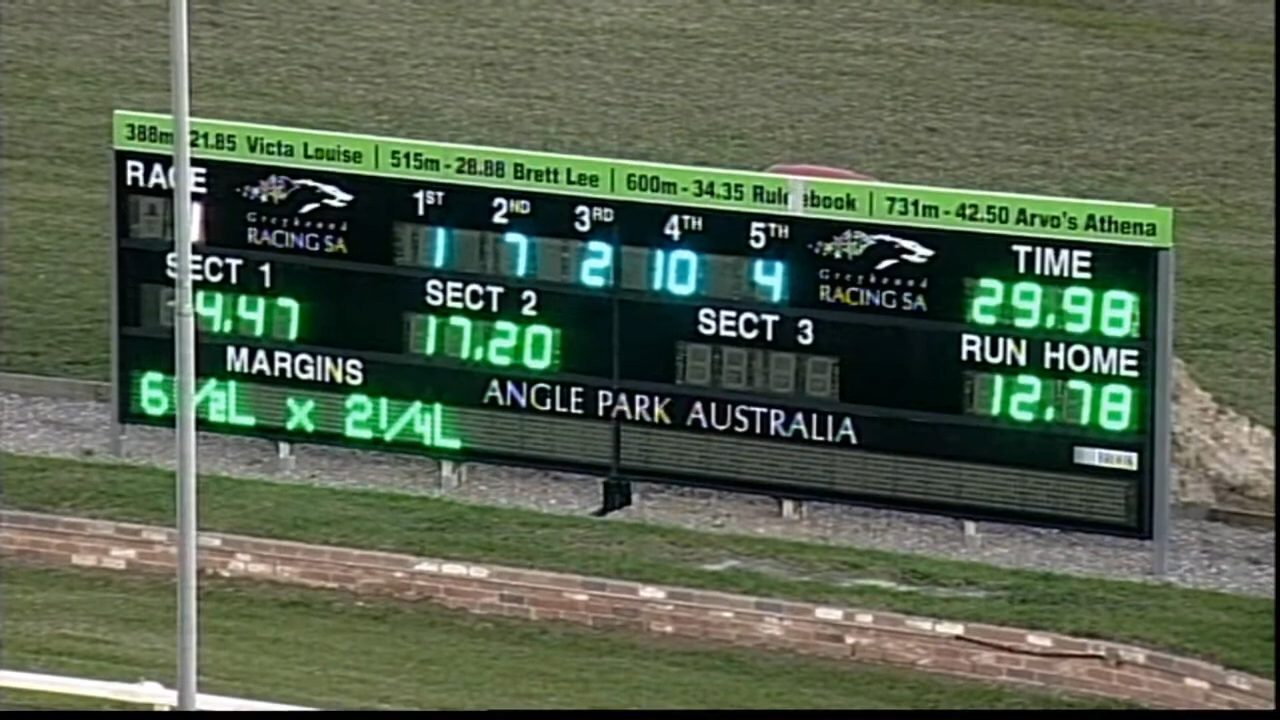 388m 21.85 Victa Louise | 515m - 28.88 Brett Lee | 600m - 34.35 | 731m - 42.50 Arvo's Athena
RACE
Greyhound
RACING SA
1ST 2ND 3RD 4TH 5TH
1 7 2 10 4
Greyhound
RACING SA
TIME
29.98
SECT 1
4.47
SECT 2
17.20
SECT 3
RUN HOME
12.78
MARGINS
6 1/2L x 2 1/4L
ANGLE PARK AUSTRALIA